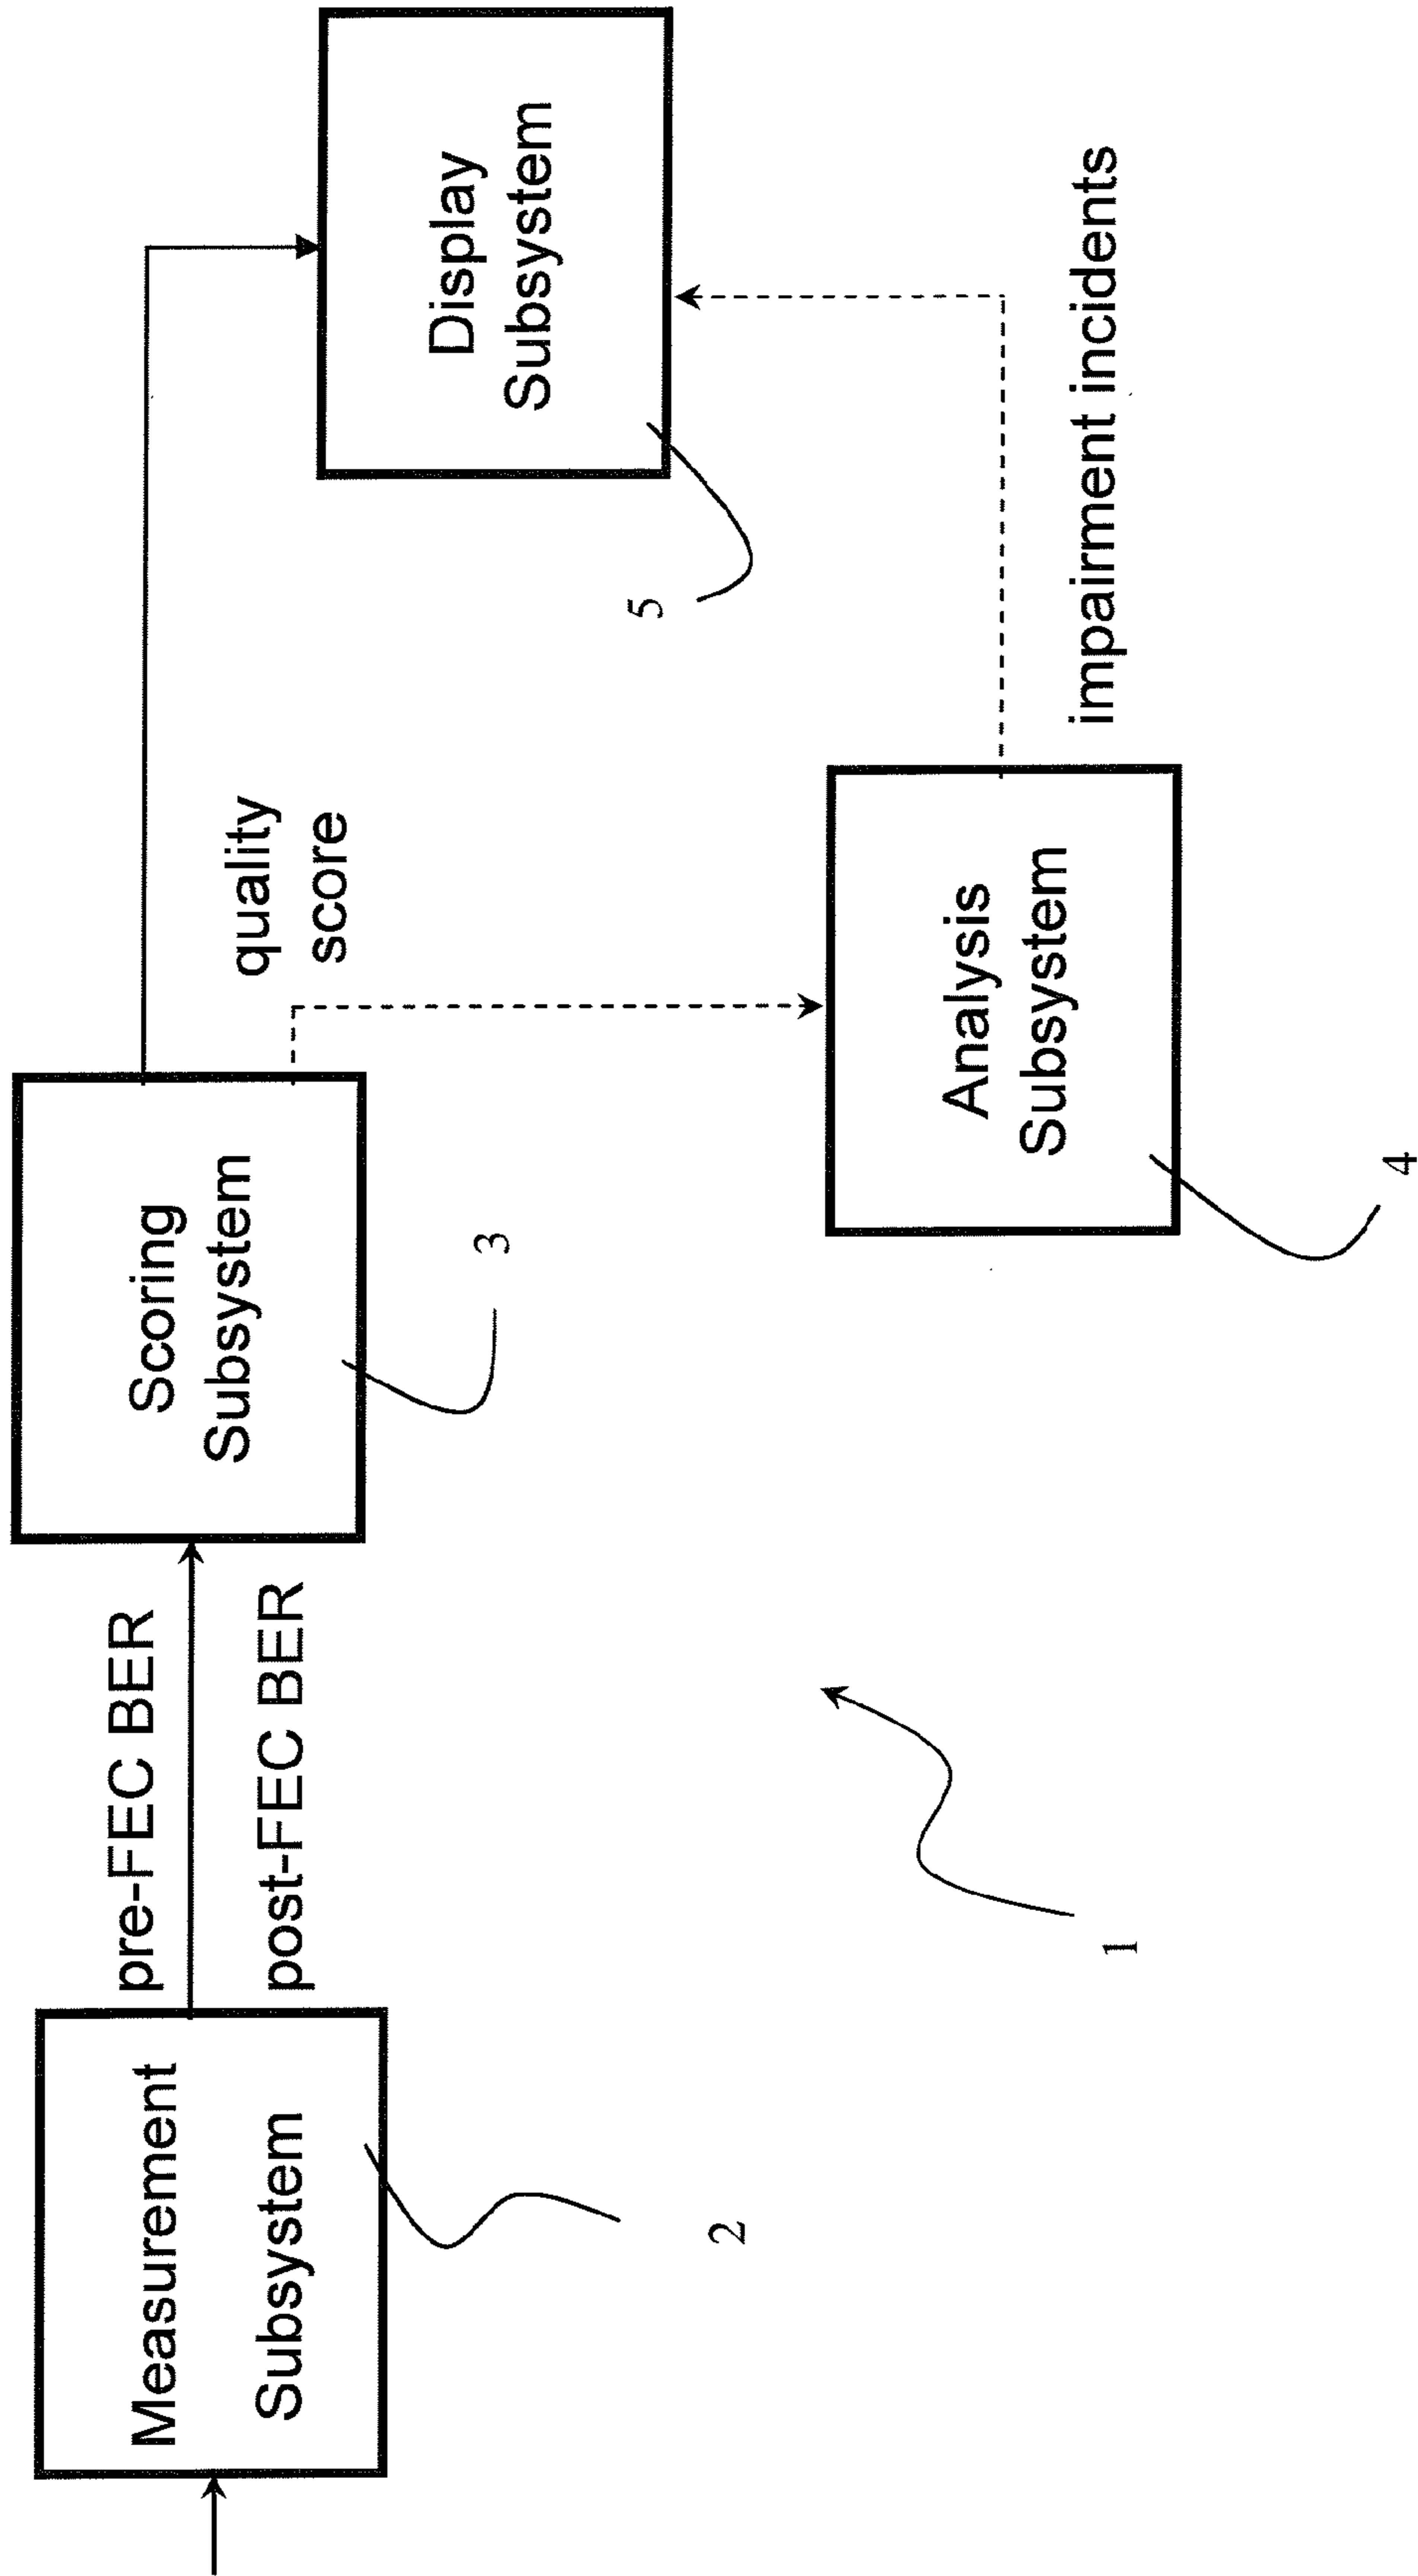 Measurement
Subsystem
2
pre-FEC BER
post-FEC BER
Scoring
Subsystem
3
quality
score
Display
Subsystem
5
Analysis
Subsystem
4
impairment incidents
1